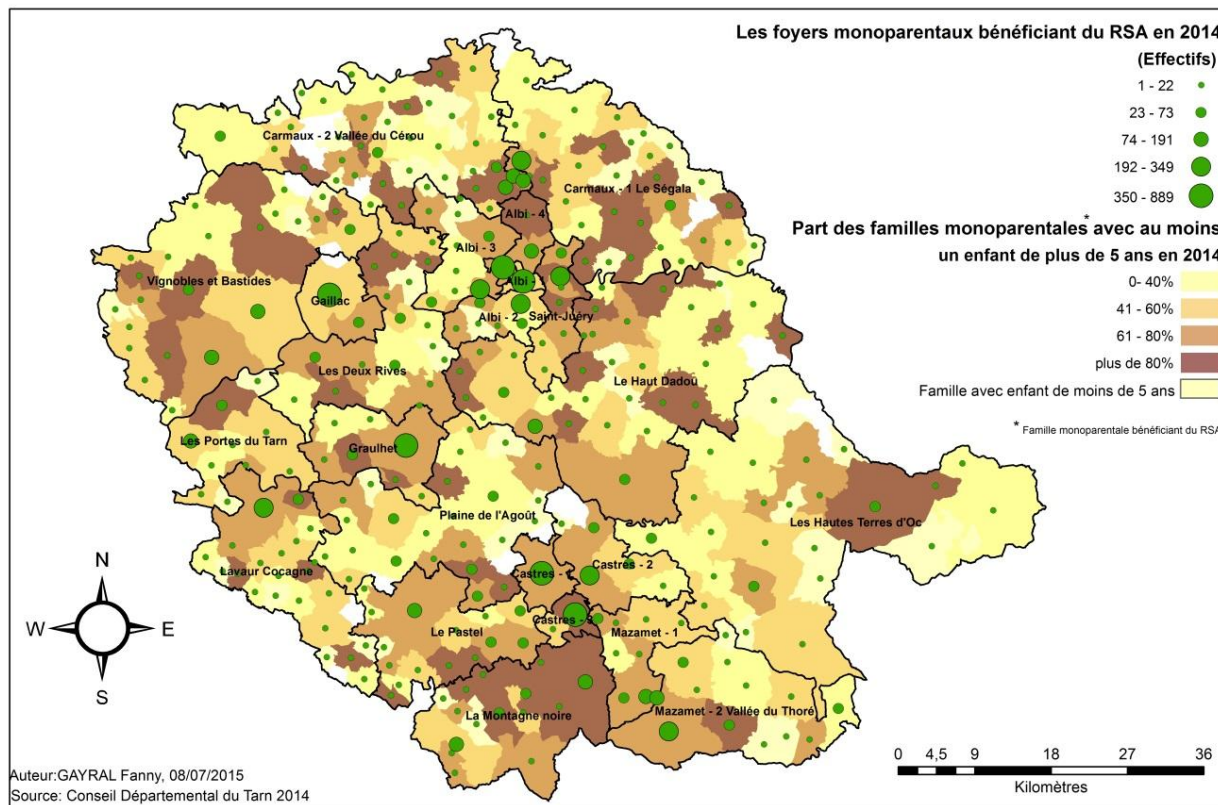 Les foyers monoparentaux bénéficiant du RSA en 2014
(Effectifs)
1 - 22
23 - 73
74 - 191
192 - 349
350 - 889
Part des familles monoparentales* avec au moins
un enfant de plus de 5 ans en 2014
0- 40%
41 - 60%
61 - 80%
plus de 80%
Famille avec enfant de moins de 5 ans
* Famille monoparentale bénéficiant du RSA
Carmaux - 2 Vallée du Cérou
Carmaux - 1 Le Ségala
Albi - 4
Albi - 3
Albi -
Vignobles et Bastides
Gaillac
Albi - 2
Saint-Juéry
Les Deux Rives
Le Haut Dadou
Les Portes du Tarn
Graulhet
Plaine de l'Agoût
Les Hautes Terres d'Oc
Lavaur Cocagne
Castres -
Castres - 2
Le Pastel
Castres - 3
Mazamet - 1
La Montagne noire
Mazamet - 2 Vallée du Thoré
N
W
E
S
0
4,5
9
18
27
36
Kilomètres
Auteur:GAYRAL Fanny, 08/07/2015
Source: Conseil Départemental du Tarn 2014